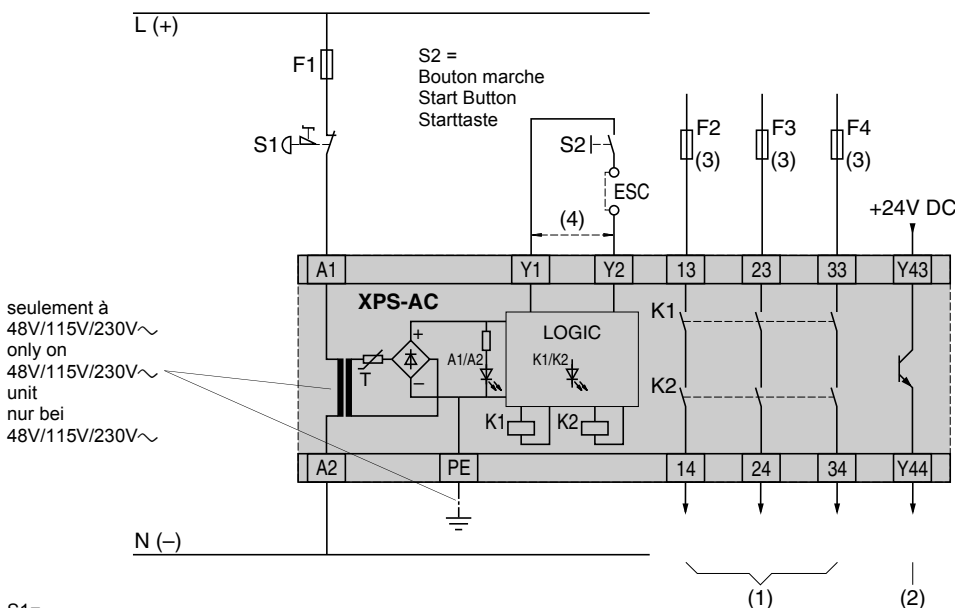 L (+)
F1
S2 =
Bouton marche
Start Button
Starttaste
S1
S2
ESC
(4)
F2
(3)
F3
(3)
F4
(3)
+24V DC
A1
Y1
Y2
13
23
33
Y43
seulement à
48V/115V/230V~
only on
48V/115V/230V~
unit
nur bei
48V/115V/230V~
XPS-AC
+
−
T
A1/A2
LOGIC
K1/K2
K1
K2
K1
K2
A2
PE
14
24
34
Y44
N (−)
(1)
(2)
S1=